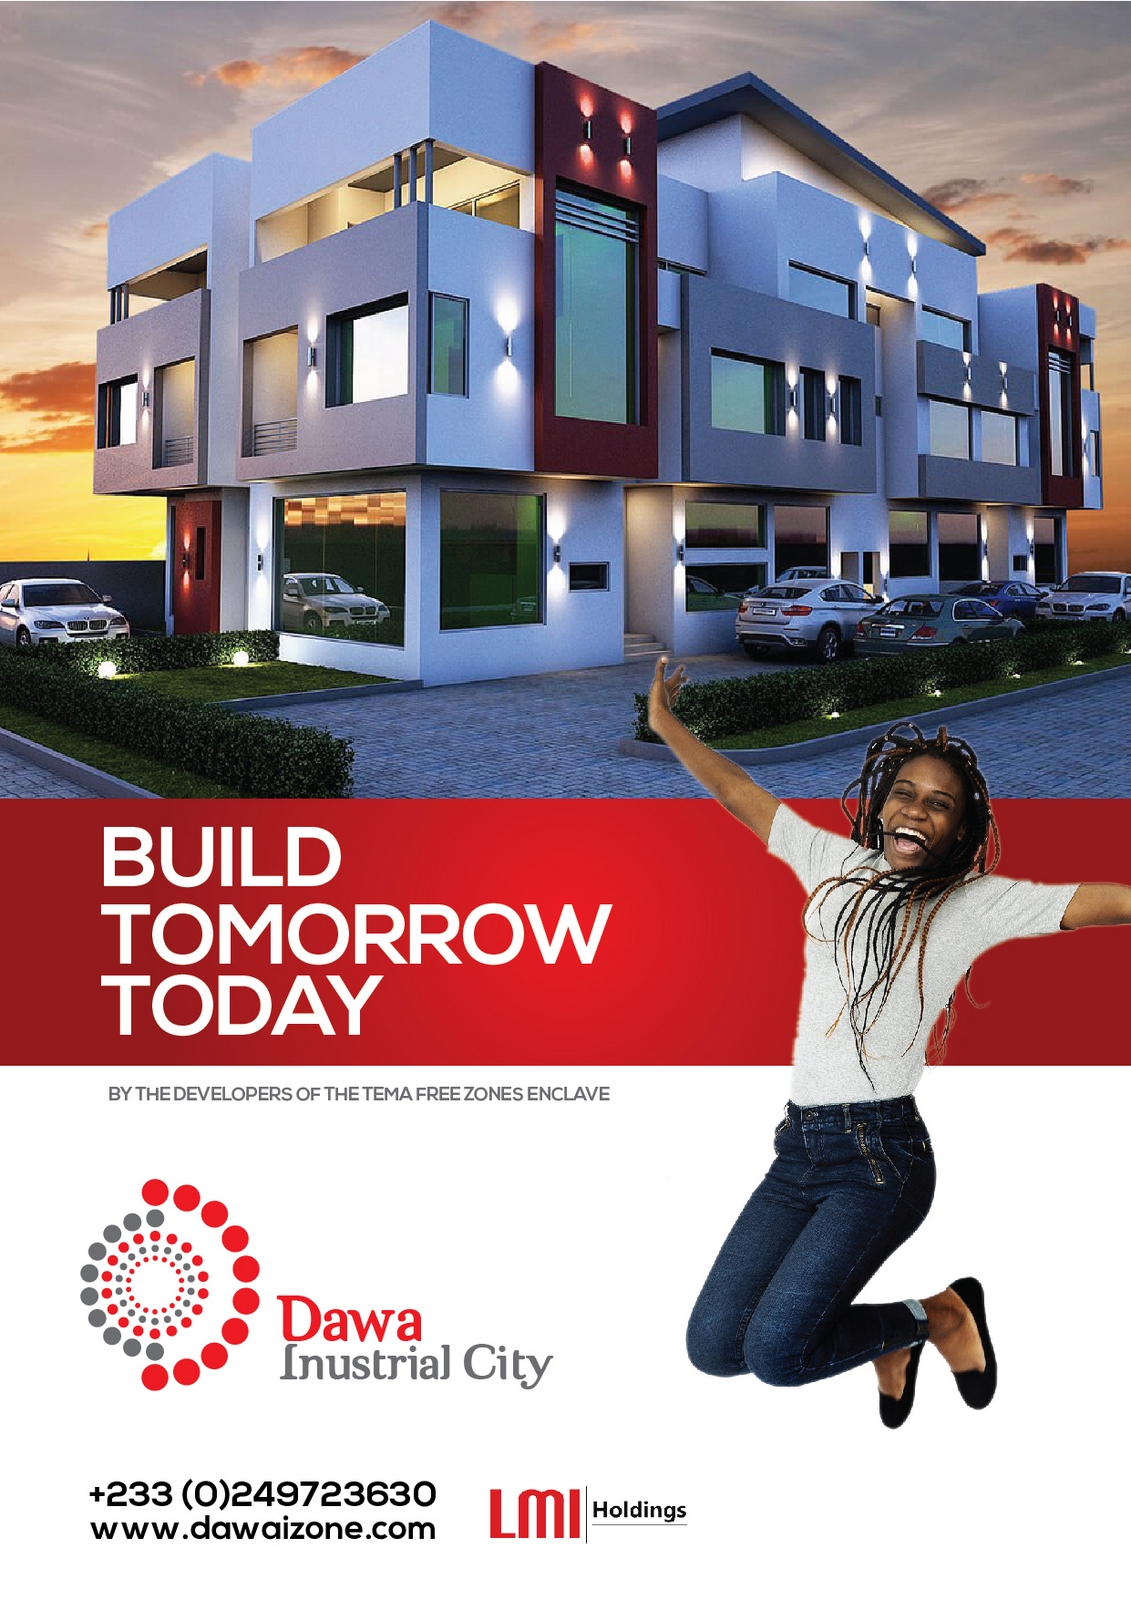 BUILD
TOMORROW
TODAY
BY THE DEVELOPERS OF THE TEMA FREE ZONES ENCLAVE
Dawa
Inustrial City
+233 (0)249723630
www.dawaizone.com
LMI Holdings